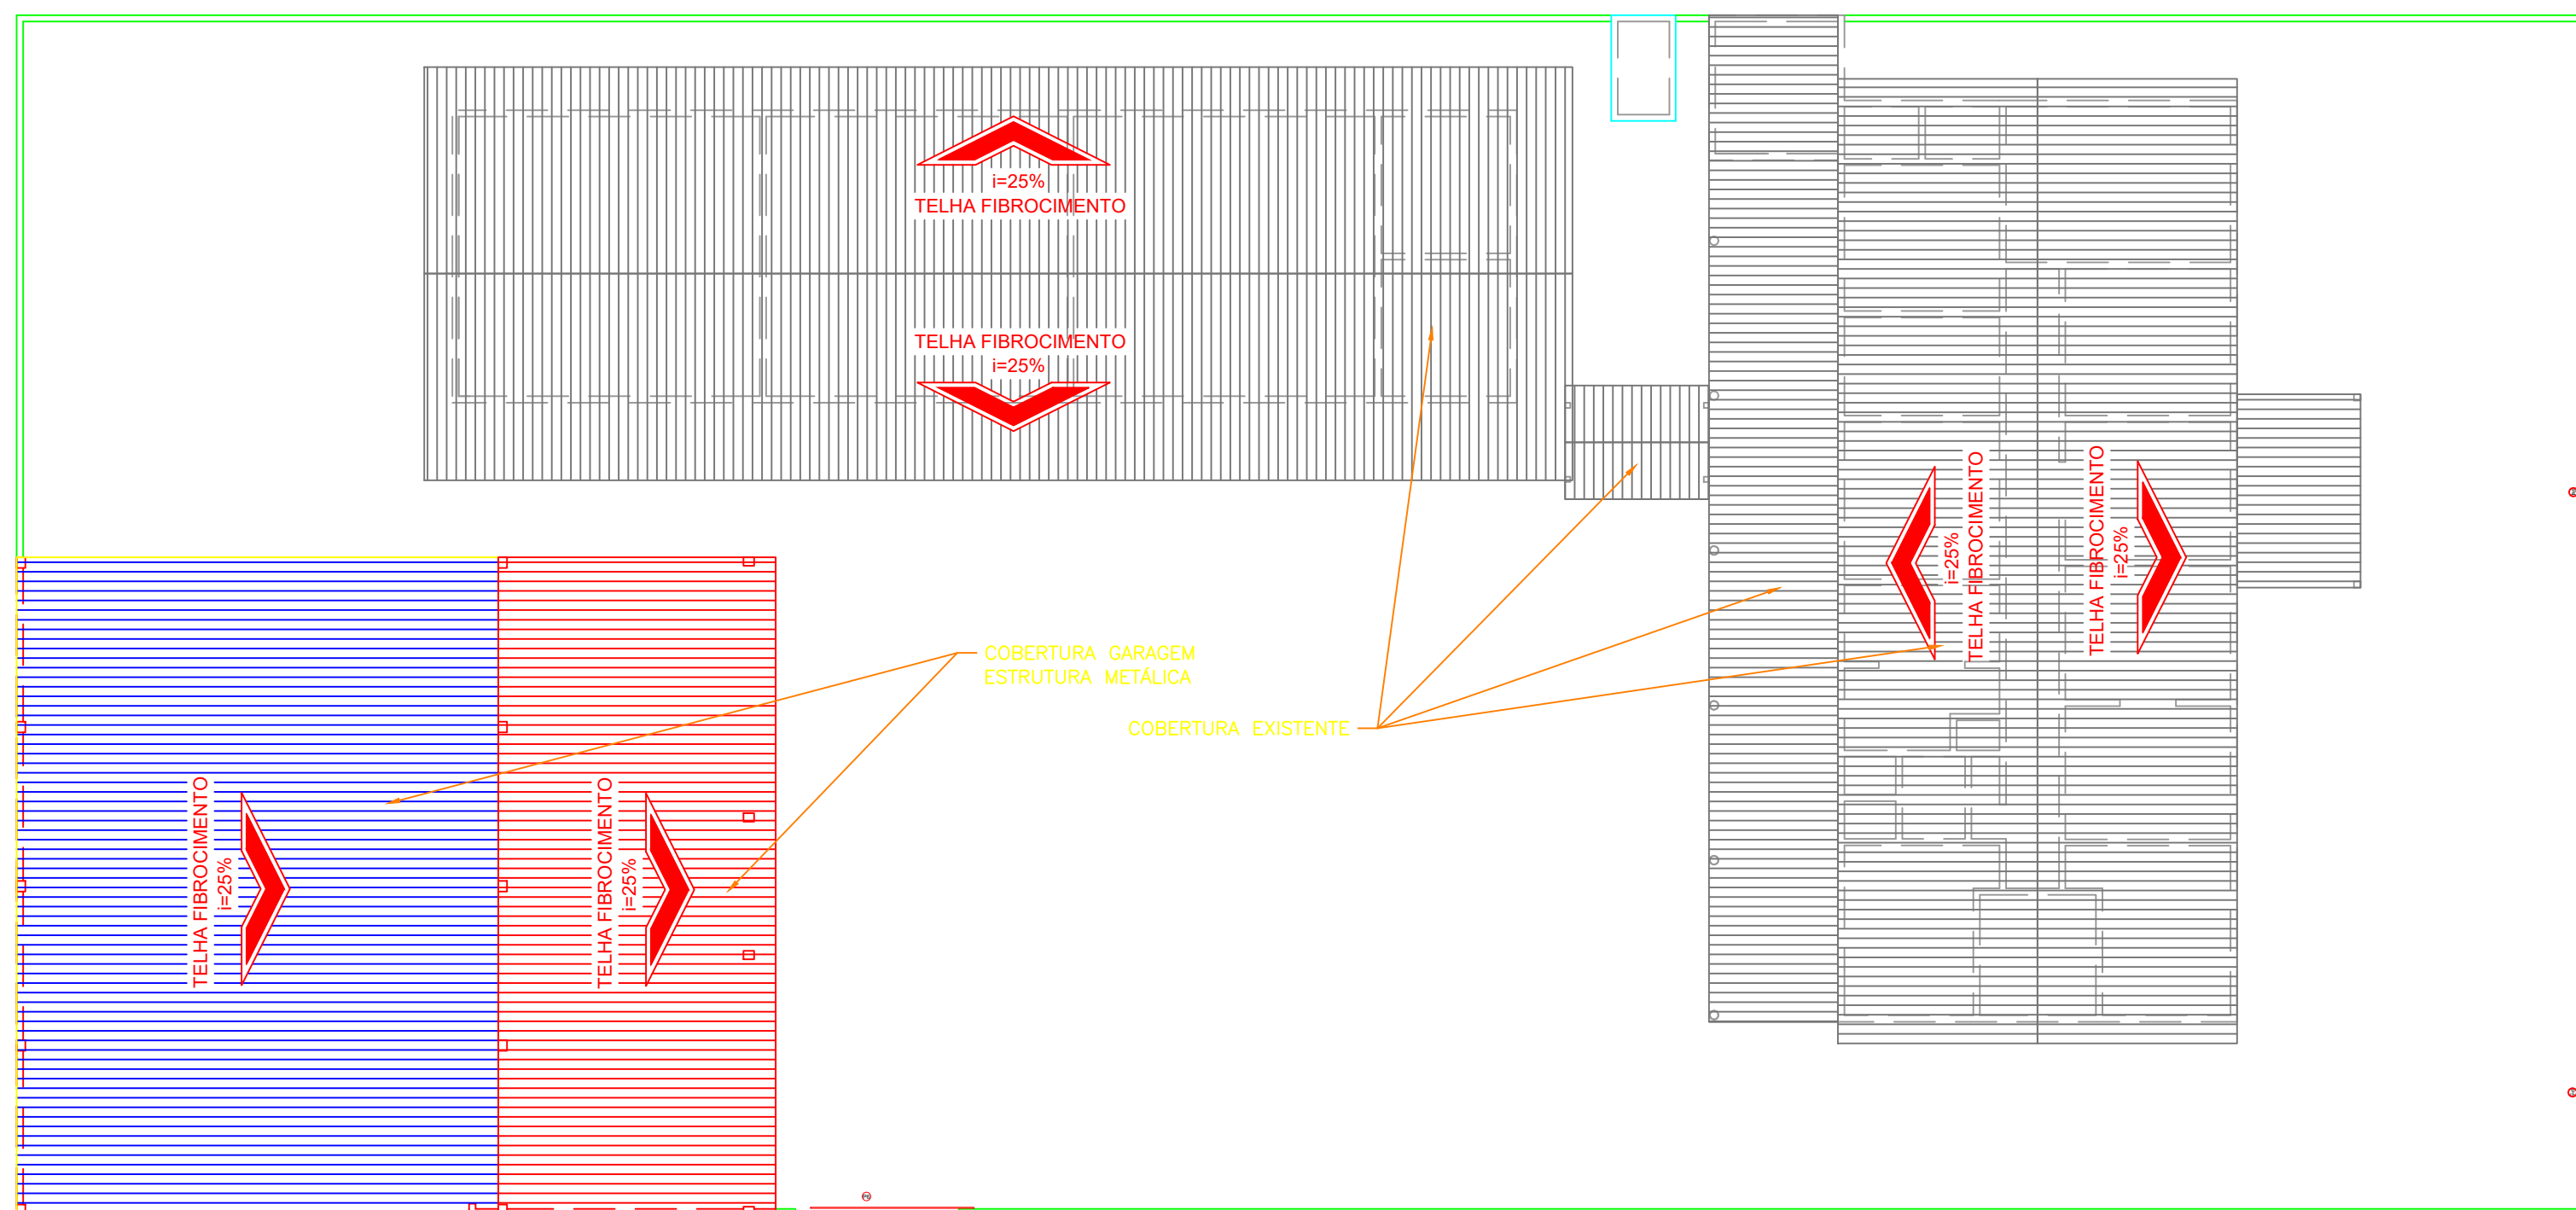 i=25%
TELHA FIBROCIMENTO
TELHA FIBROCIMENTO
i=25%
COBERTURA GARAGEM
ESTRUTURA METÁLICA
COBERTURA EXISTENTE
i=25%
TELHA FIBROCIMENTO
TELHA FIBROCIMENTO
i=25%
TELHA FIBROCIMENTO
i=25%
TELHA FIBROCIMENTO
i=25%